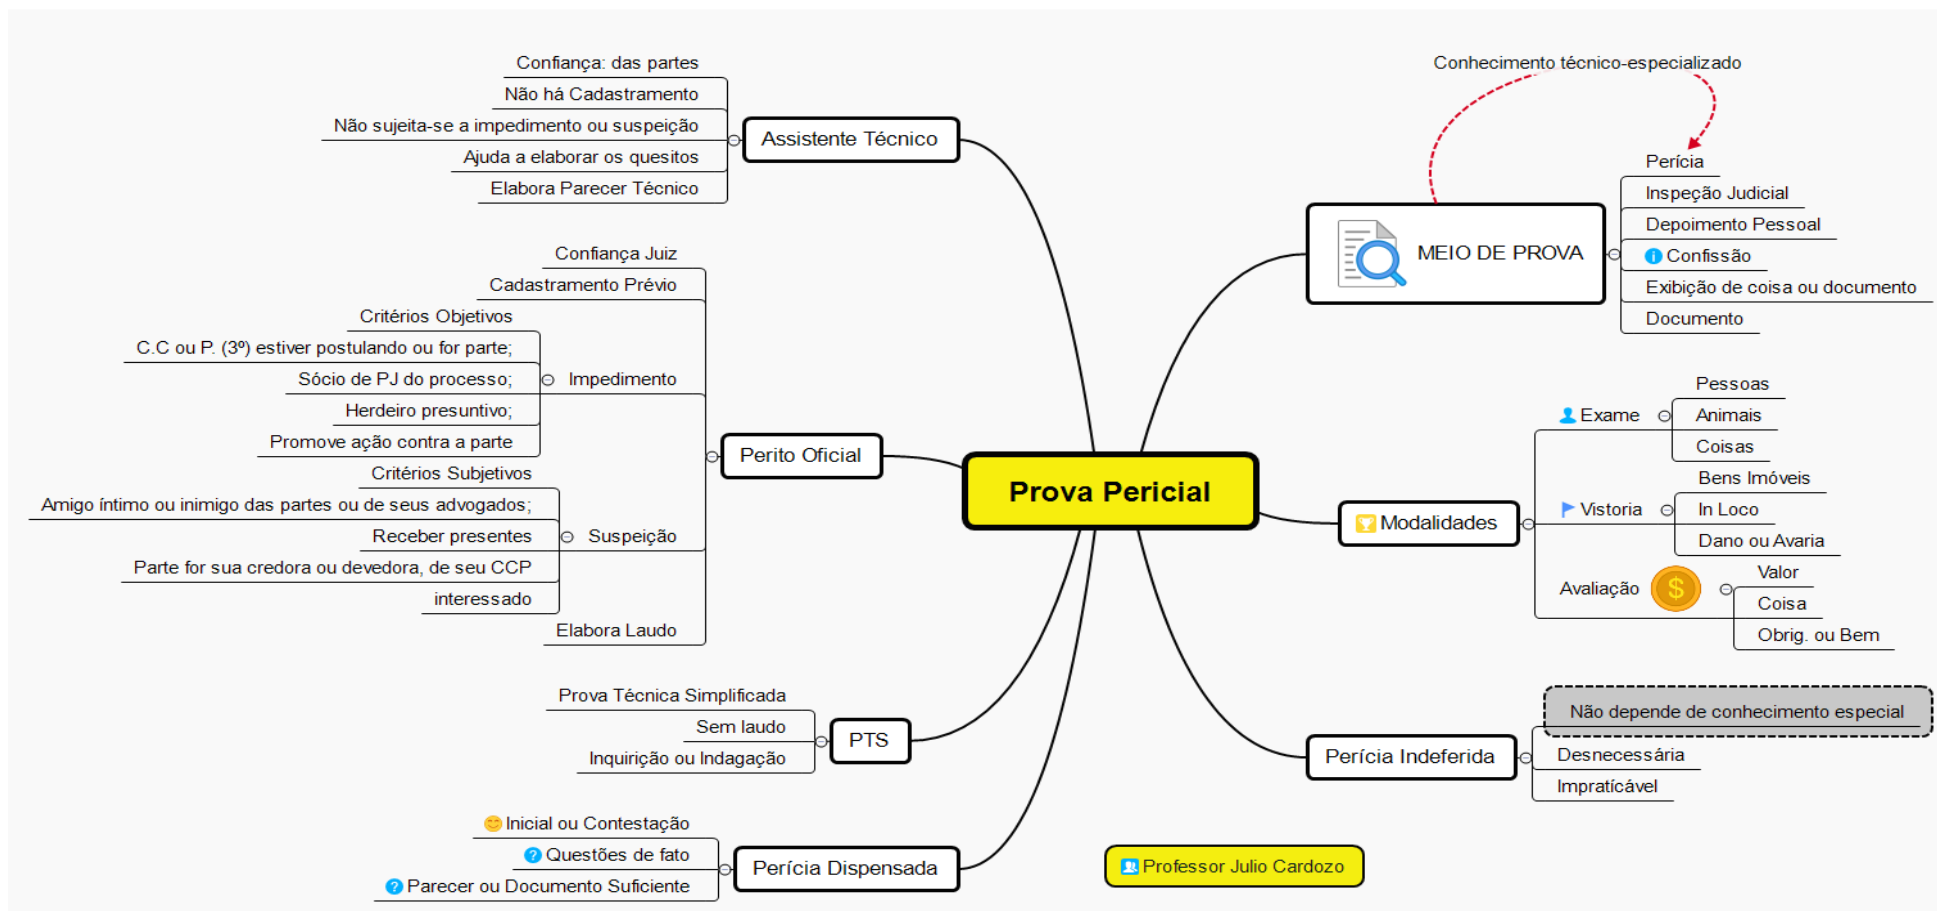 Confiança: das partes
Não há Cadastramento
Não sujeita-se a impedimento ou suspeição
Ajuda a elaborar os quesitos
Elabora Parecer Técnico
Assistente Técnico
Confiança Juiz
Cadastramento Prévio
Critérios Objetivos
C.C ou P. (3º) estiver postulando ou for parte;
Sócio de PJ do processo;
Herdeiro presuntivo;
Promove ação contra a parte
Impedimento
Critérios Subjetivos
Amigo íntimo ou inimigo das partes ou de seus advogados;
Receber presentes
Parte for sua credora ou devedora, de seu CCP
interessado
Suspeição
Elabora Laudo
Perito Oficial
Prova Técnica Simplificada
Sem laudo
Inquirição ou Indagação
PTS
Inicial ou Contestação
Questões de fato
Parecer ou Documento Suficiente
Perícia Dispensada
Prova Pericial
Conhecimento técnico-especializado
MEIO DE PROVA
Perícia
Inspeção Judicial
Depoimento Pessoal
Confissão
Exibição de coisa ou documento
Documento
Modalidades
Exame
Pessoas
Animais
Coisas
Vistoria
Bens Imóveis
In Loco
Dano ou Avaria
Avaliação
$
Valor
Coisa
Obrig. ou Bem
Perícia Indeferida
Não depende de conhecimento especial
Desnecessária
Impratícável
Professor Julio Cardozo